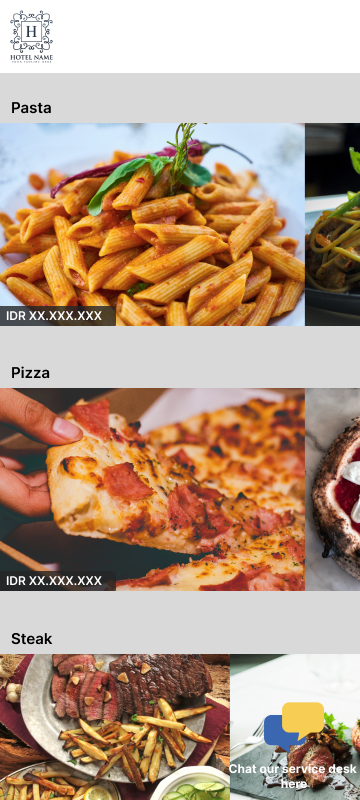 H
HOTEL NAME
Pasta
IDR XX.XXX.XXX
Pizza
IDR XX.XXX.XXX
Steak
Chat our service desk
here